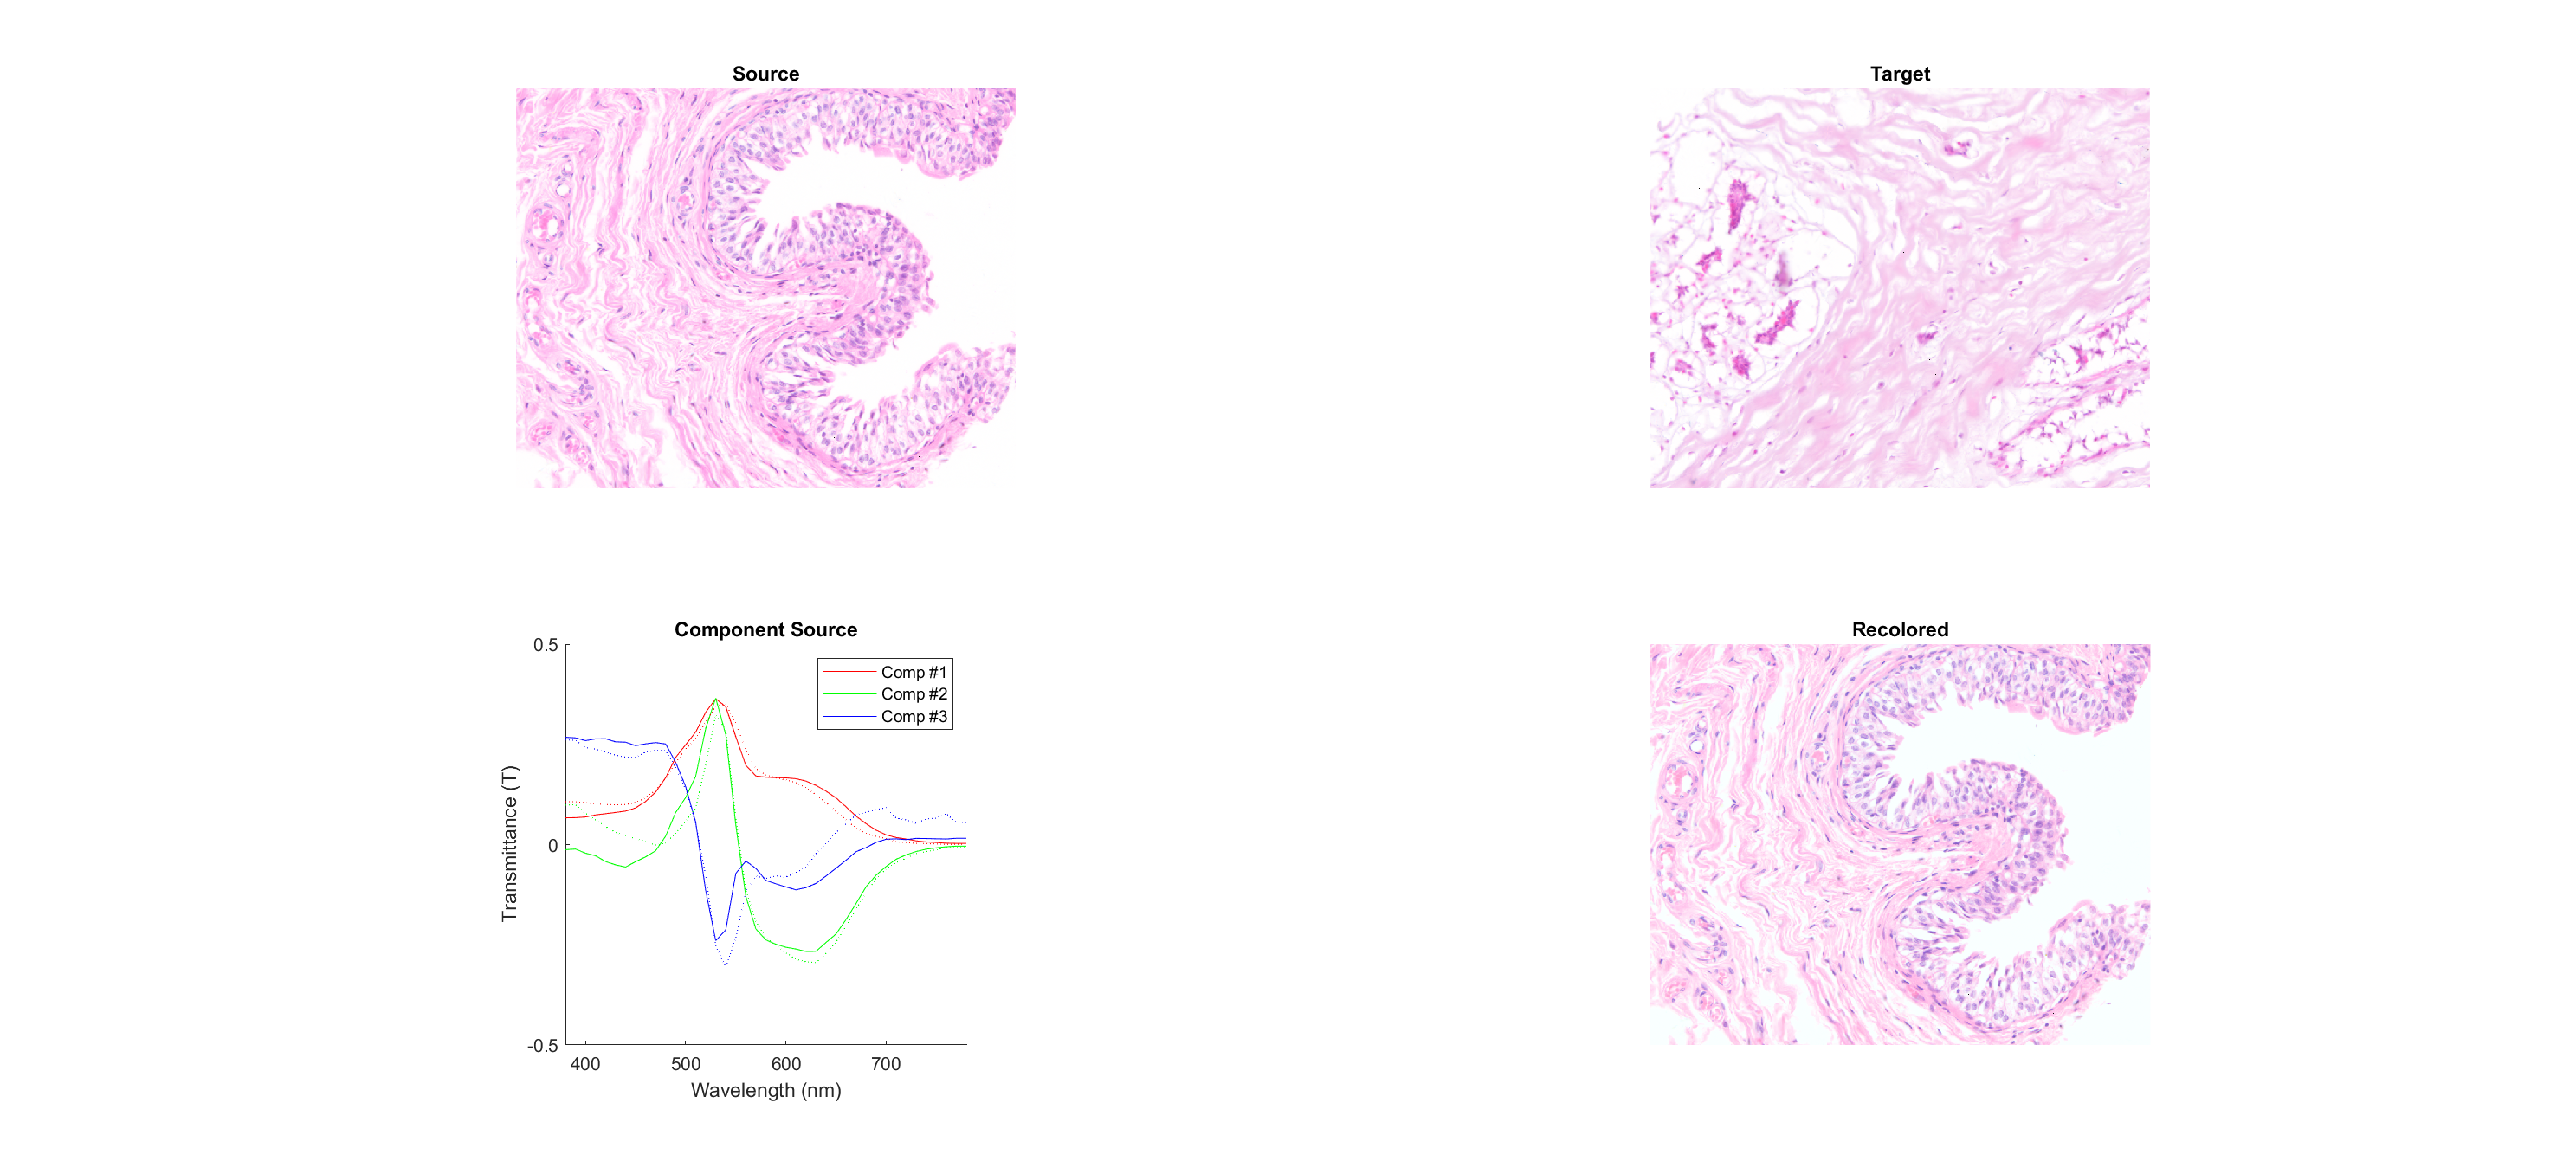 Source
Target
Component Source
0.5
0
-0.5
Transmittance (T)
Comp #1
Comp #2
Comp #3
400 500 600 700
Wavelength (nm)
Recolored